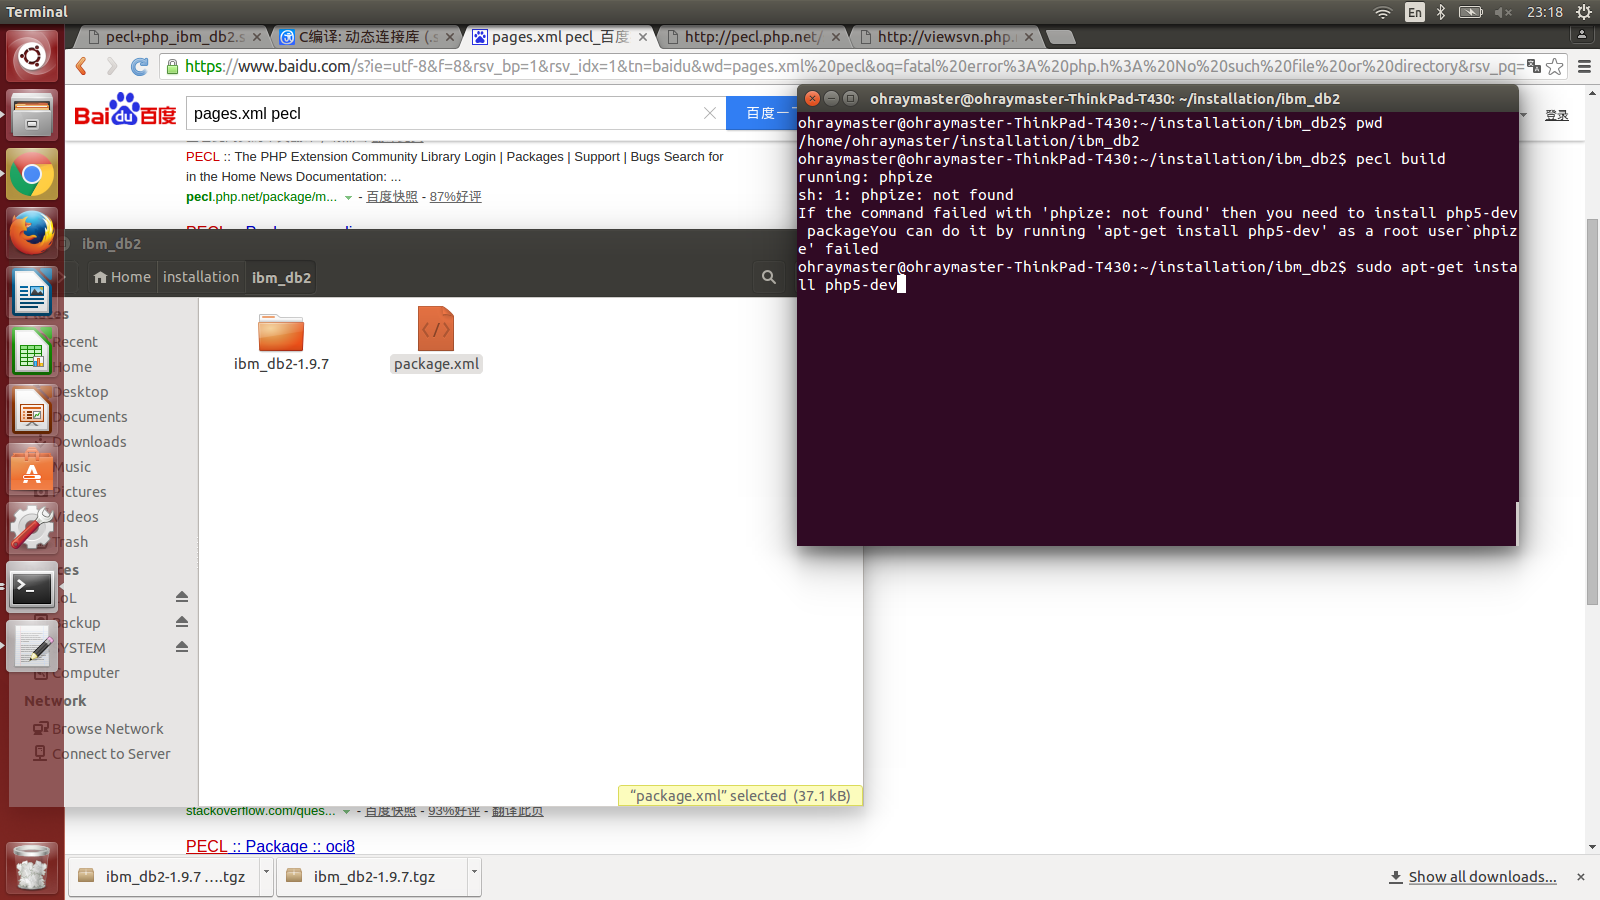 Terminal
En
23:18
pecl+php_ibm_db2.s
C编译: 动态连接库 (.s
pages.xml pecl_百度
http://pecl.php.net/
http://viewsvn.php.
https://www.baidu.com/s?ie=utf-8&f=8&rsv_bp=1&rsv_idx=1&tn=baidu&wd=pages.xml%20pecl&oq=fatal%20error%3A%20php.h%3A%20No%20such%20file%20or%20directory&rsv_pq=
Bai du 百度
pages.xml pecl
百度一
登录
PECL :: The PHP Extension Community Library Login | Packages | Support | Bugs Search for
in the Home News Documentation: ...
pecl.php.net/package/m... - 百度快照 - 87%好评
ohraymaster@ohraymaster-ThinkPad-T430: ~/installation/ibm_db2
ohraymaster@ohraymaster-ThinkPad-T430:~/installation/ibm_db2$ pwd
/home/ohraymaster/installation/ibm_db2
ohraymaster@ohraymaster-ThinkPad-T430:~/installation/ibm_db2$ pecl build
running: phpize
sh: 1: phpize: not found
If the command failed with 'phpize: not found' then you need to install php5-dev
 packageYou can do it by running 'apt-get install php5-dev' as a root user`phpiz
e' failed
ohraymaster@ohraymaster-ThinkPad-T430:~/installation/ibm_db2$ sudo apt-get insta
ll php5-dev
ibm_db2
Home
installation
ibm_db2
Recent
Home
Desktop
Documents
Downloads
Music
Pictures
Videos
Trash
Backup
SYSTEM
Computer
Network
Browse Network
Connect to Server
ibm_db2-1.9.7
package.xml
“package.xml” selected (37.1 kB)
stackoverflow.com/ques... - 百度快照 - 93%好评 - 翻译此页
PECL :: Package :: oci8
ibm_db2-1.9.7 ....tgz
ibm_db2-1.9.7.tgz
Show all downloads...